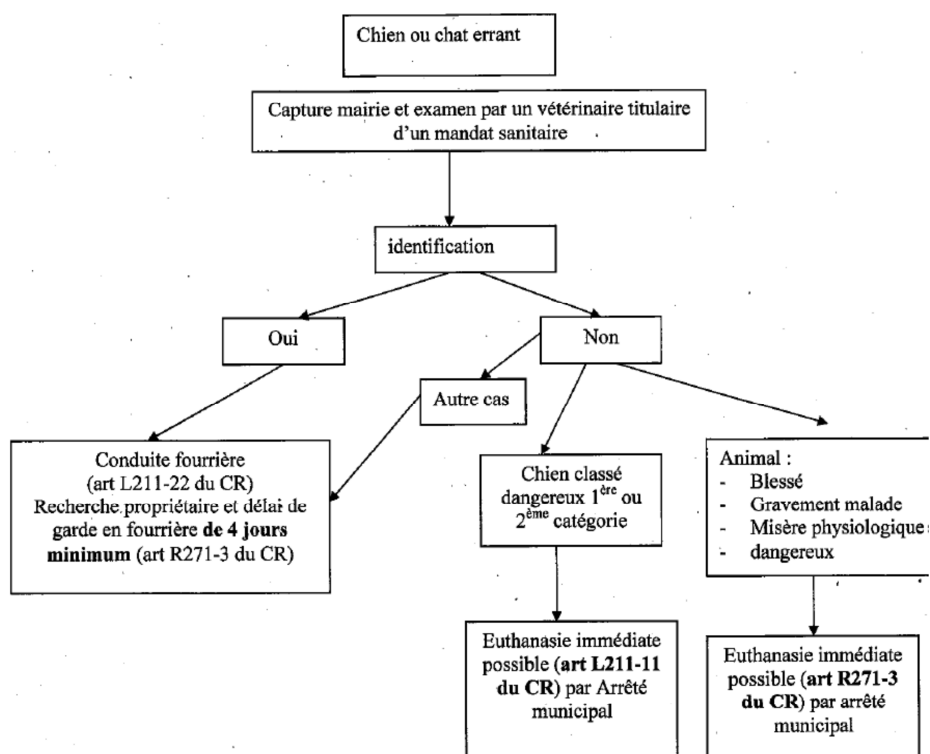 Chien ou chat errant
Capture mairie et examen par un vétérinaire titulaire
d'un mandat sanitaire
identification
Oui
Non
Autre cas
Conduite fourrière
(art L211-22 du CR)
Recherche propriétaire et délai de
garde en fourrière de 4 jours
minimum (art R271-3 du CR)
Chien classé
dangereux 1ère ou
2ème catégorie
Animal :
- Blessé
- Gravement malade
- Misère physiologique
- dangereux
Euthanasie immédiate
possible (art L211-11
du CR) par Arrêté
municipal
Euthanasie immédiate
possible (art R271-3
du CR) par arrêté
municipal